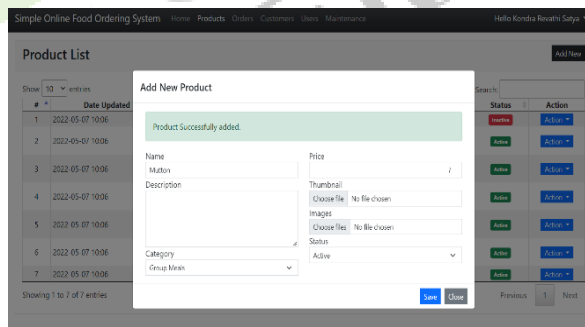 Simple Online Food Ordering System Home Products Orders Customers Users Maintenance Hello Kondra Revathi Satya
Product List
Add New
Show 10 entries
Search:
# Date Updated Status Action
Add New Product
Product Successfully added.
Name Price
Mutton /
Description Thumbnail
Choose file No file chosen
Images
Choose files No file chosen
Category Status
Group Meals Active
Save Close
1 2022-05-07 10:06 Inactive Action
2 2022-05-07 10:06 Active Action
3 2022-05-07 10:06 Active Action
4 2022-05-07 10:06 Active Action
5 2022-05-07 10:06 Active Action
6 2022-05-07 10:06 Active Action
7 2022-05-07 10:06 Active Action
Showing 1 to 7 of 7 entries Previous 1 Next